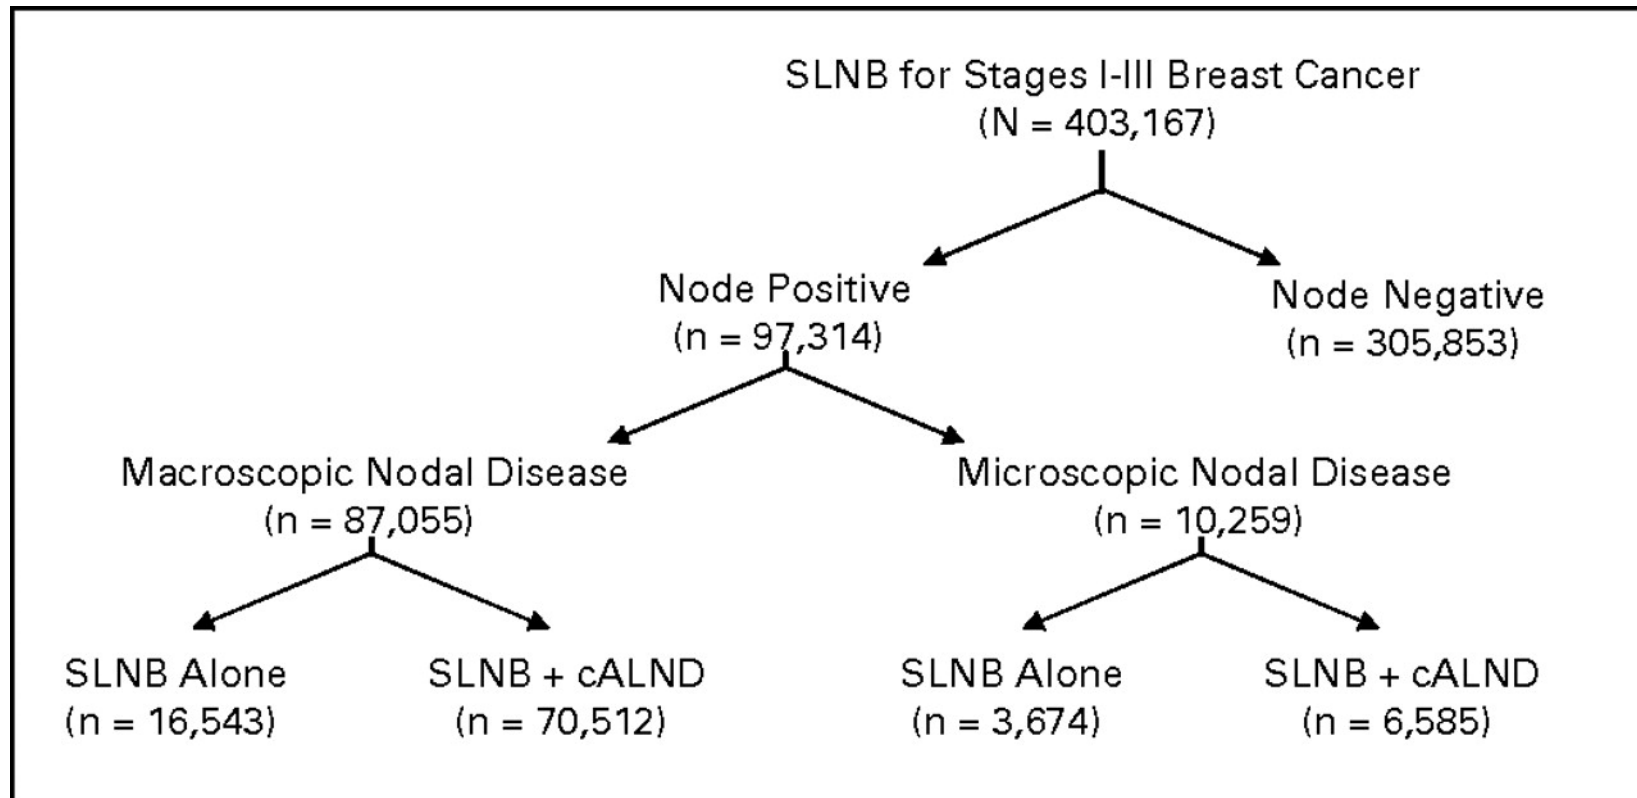 SLNB for Stages I-III Breast Cancer
(N = 403,167)
Node Positive
(n = 97,314)
Node Negative
(n = 305,853)
Macroscopic Nodal Disease
(n = 87,055)
Microscopic Nodal Disease
(n = 10,259)
SLNB Alone
(n = 16,543)
SLNB + cALND
(n = 70,512)
SLNB Alone
(n = 3,674)
SLNB + cALND
(n = 6,585)